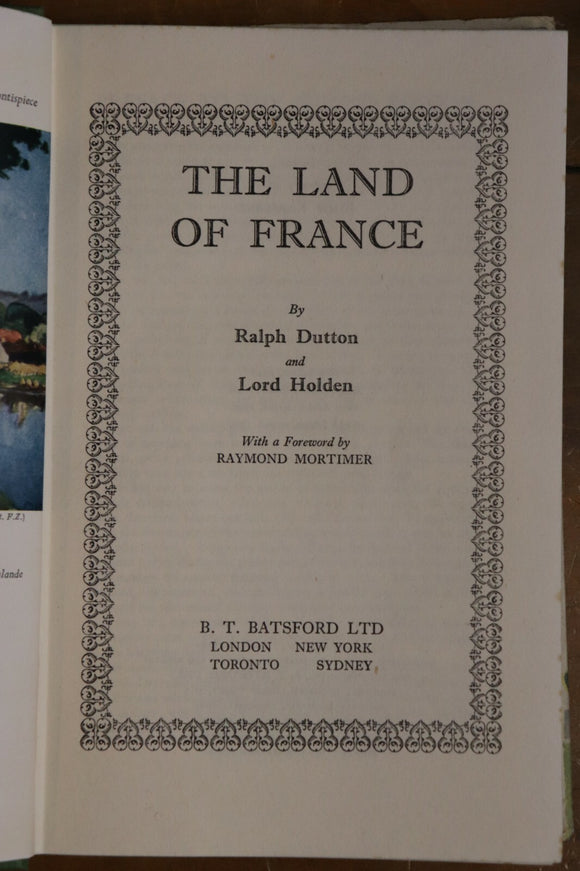 ntispiece
t. F.Z.)
lande
THE LAND
OF FRANCE
By
Ralph Dutton
and
Lord Holden
With a Foreword by
RAYMOND MORTIMER
B. T. BATSFORD LTD
LONDON NEW YORK
TORONTO SYDNEY